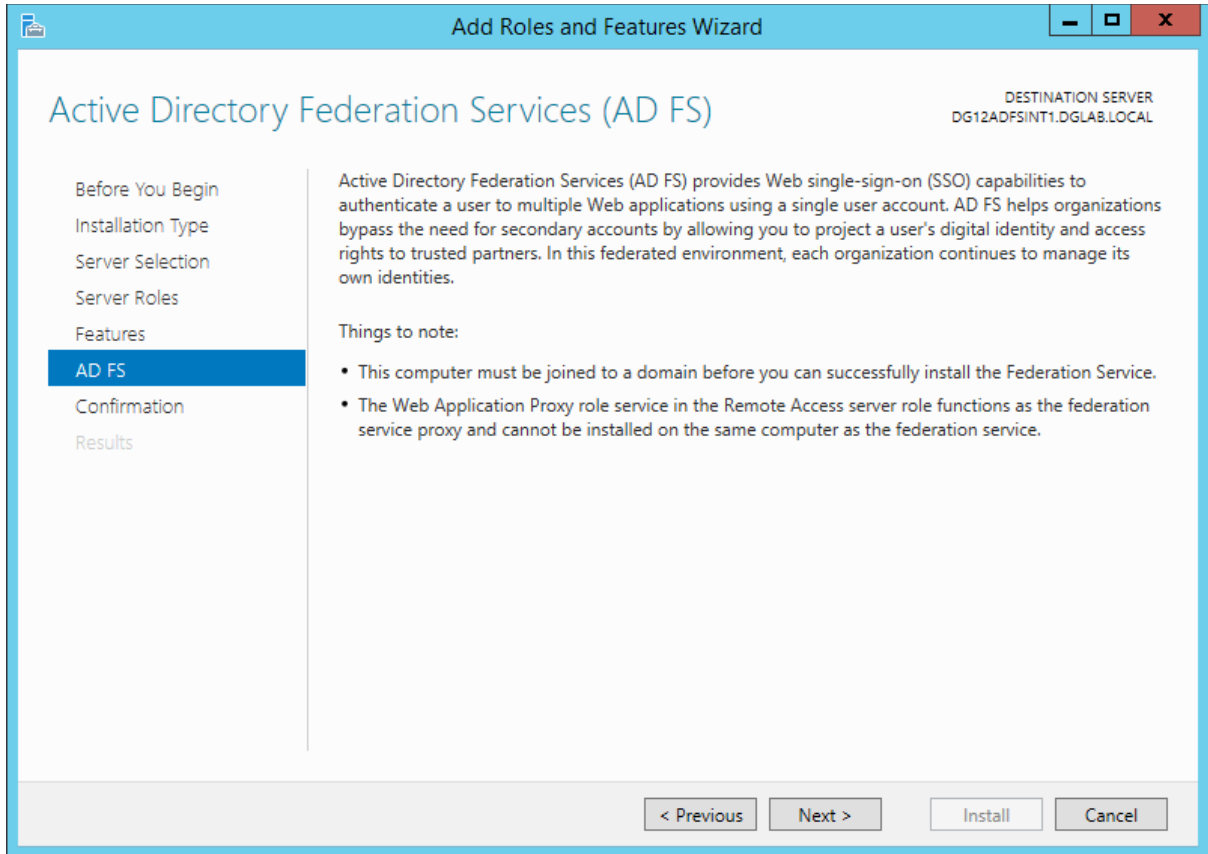 Add Roles and Features Wizard
Active Directory Federation Services (AD FS)
DESTINATION SERVER
DG12ADFSINT1.DGLAB.LOCAL
Before You Begin
Installation Type
Server Selection
Server Roles
Features
AD FS
Confirmation
Results
Active Directory Federation Services (AD FS) provides Web single-sign-on (SSO) capabilities to
authenticate a user to multiple Web applications using a single user account. AD FS helps organizations
bypass the need for secondary accounts by allowing you to project a user's digital identity and access
rights to trusted partners. In this federated environment, each organization continues to manage its
own identities.
Things to note:
• This computer must be joined to a domain before you can successfully install the Federation Service.
• The Web Application Proxy role service in the Remote Access server role functions as the federation
service proxy and cannot be installed on the same computer as the federation service.
< Previous
Next >
Install
Cancel